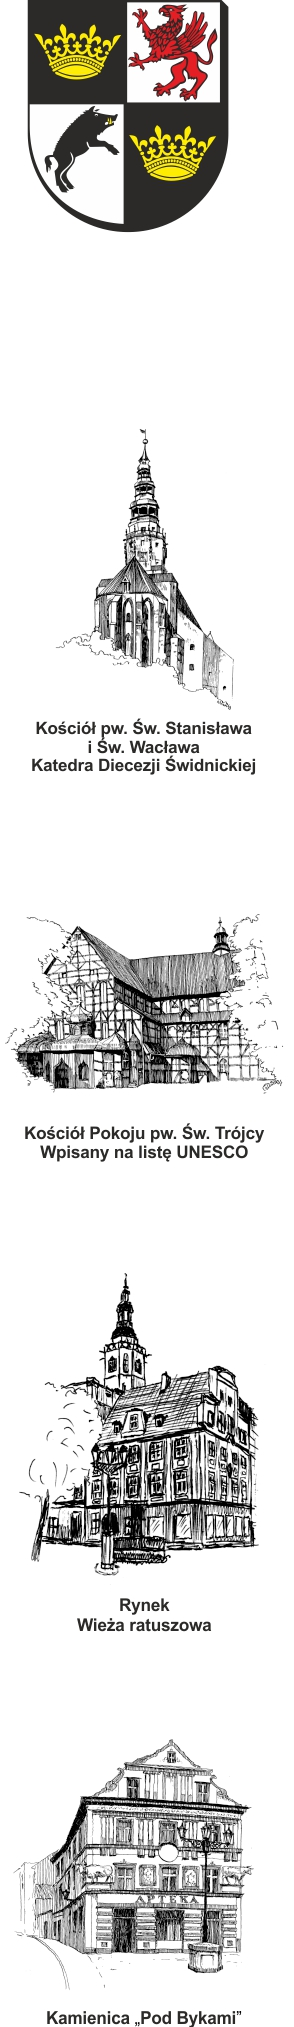 Kościół pw. Św. Stanisława
i Św. Wacława
Katedra Diecezji Świdnickiej
Kościół Pokoju pw. Św. Trójcy
Wpisany na listę UNESCO
Rynek
Wieża ratuszowa
APTEKA
Kamienica „Pod Bykami”